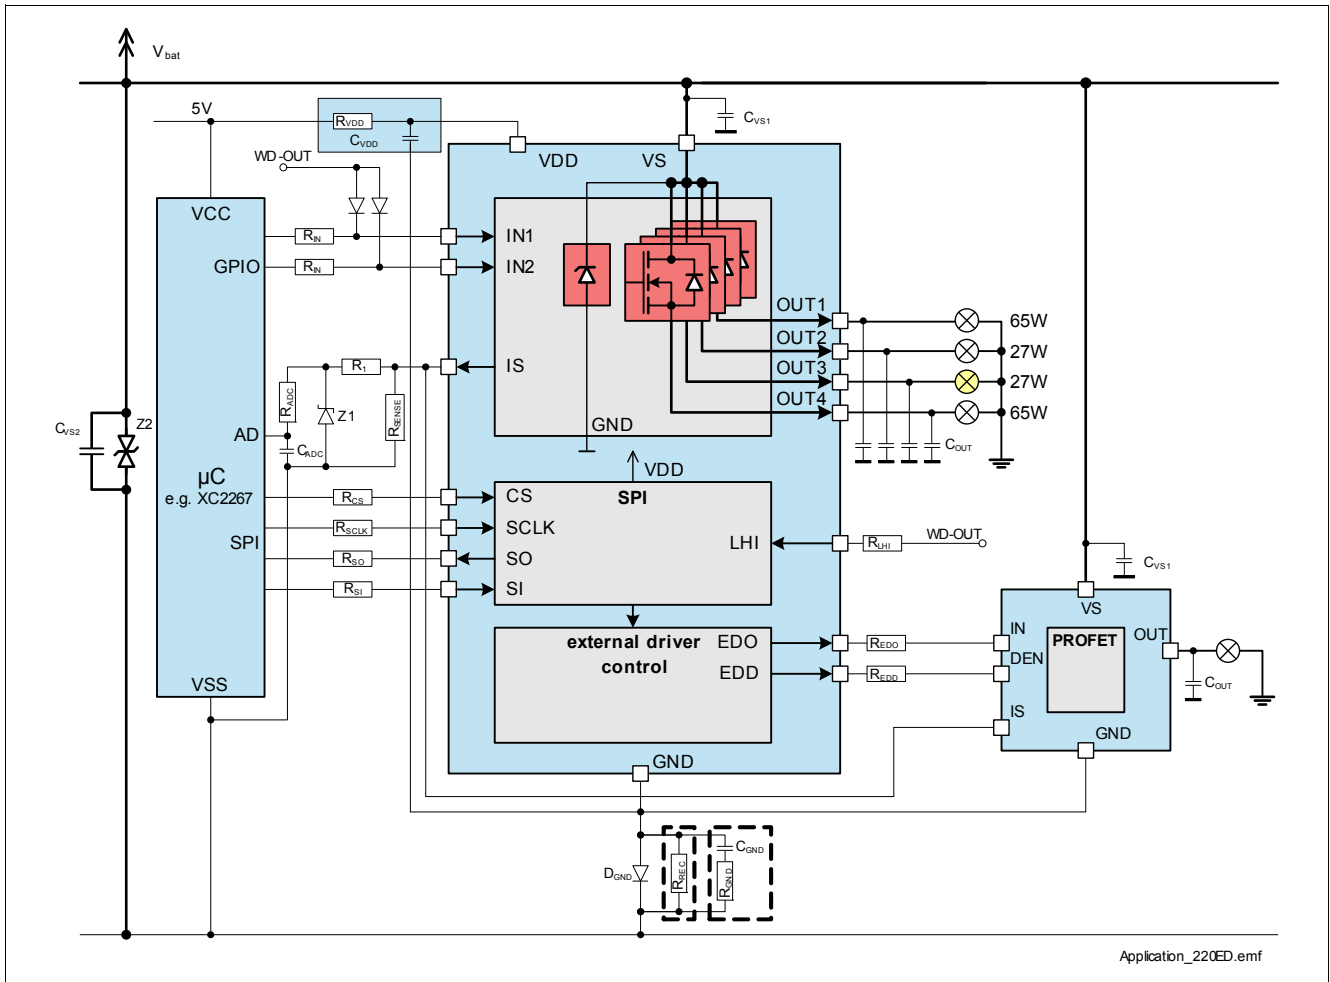 Vbat
5V
RVDD
CVDD
CVS1
WD-OUT
VDD
VS
VCC
RIN
IN1
GPIO
RIN
IN2
OUT1
65W
OUT2
27W
R1
IS
OUT3
27W
OUT4
65W
RADC
Z1
RSENSE
GND
CVS2
Z2
AD
CADC
COUT
VDD
µC
e.g. XC2267
RCS
CS
SPI
RSCLK
SCLK
SPI
RSO
SO
LHI
RLHI
WD-OUT
RSI
SI
CVS1
VS
external driver
control
EDO
REDO
IN
PROFET
OUT
EDD
REDD
DEN
COUT
VSS
IS
GND
GND
DGND
RREC
CGND
RGND
Application_220ED.emf